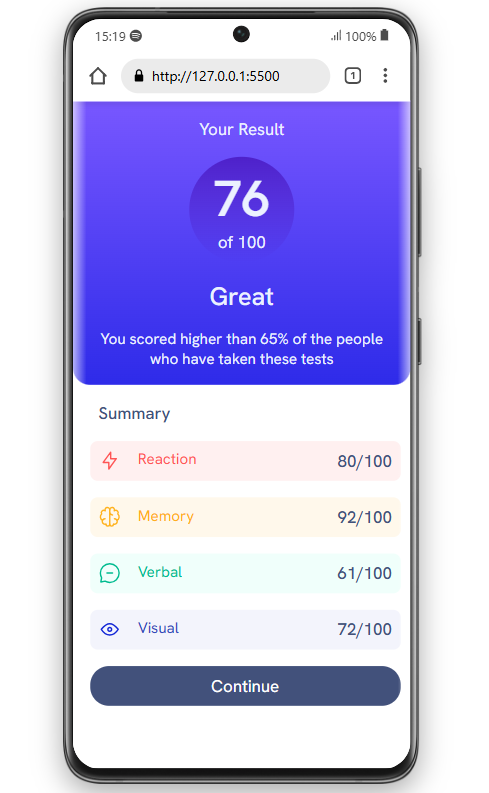 15:19 100%
http://127.0.0.1:5500 1
Your Result
76
of 100
Great
You scored higher than 65% of the people
who have taken these tests
Summary
Reaction 80/100
Memory 92/100
Verbal 61/100
Visual 72/100
Continue